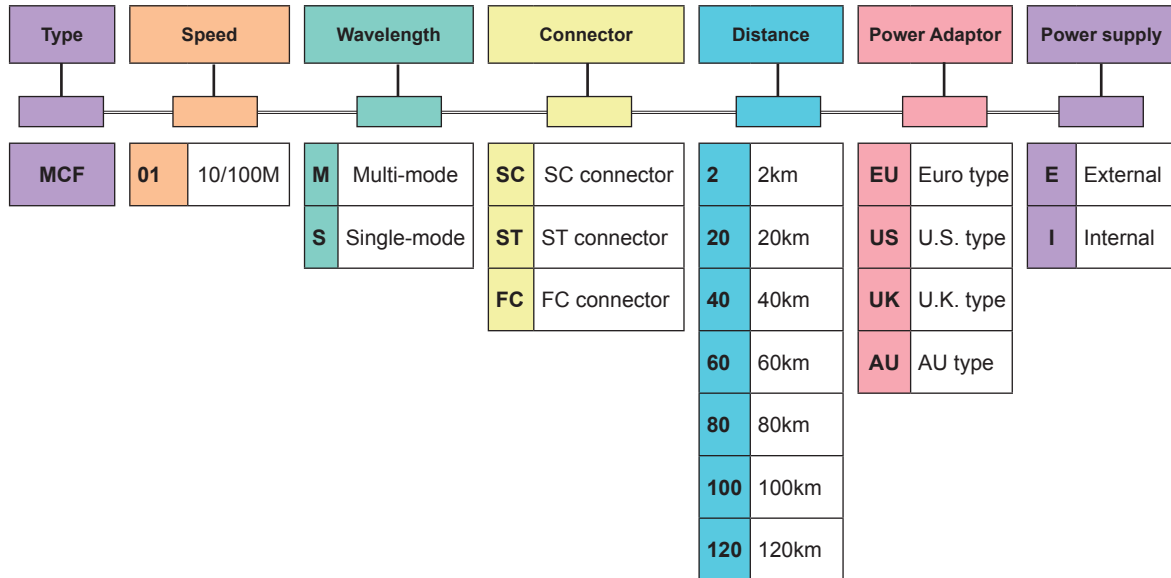 Type Speed Wavelength Connector Distance Power Adaptor Power supply
MCF 01 10/100M M Multi-mode SC SC connector 2 2km EU Euro type E External
S Single-mode ST ST connector 20 20km US U.S. type I Internal
FC FC connector 40 40km UK U.K. type
60 60km AU AU type
80 80km
100 100km
120 120km